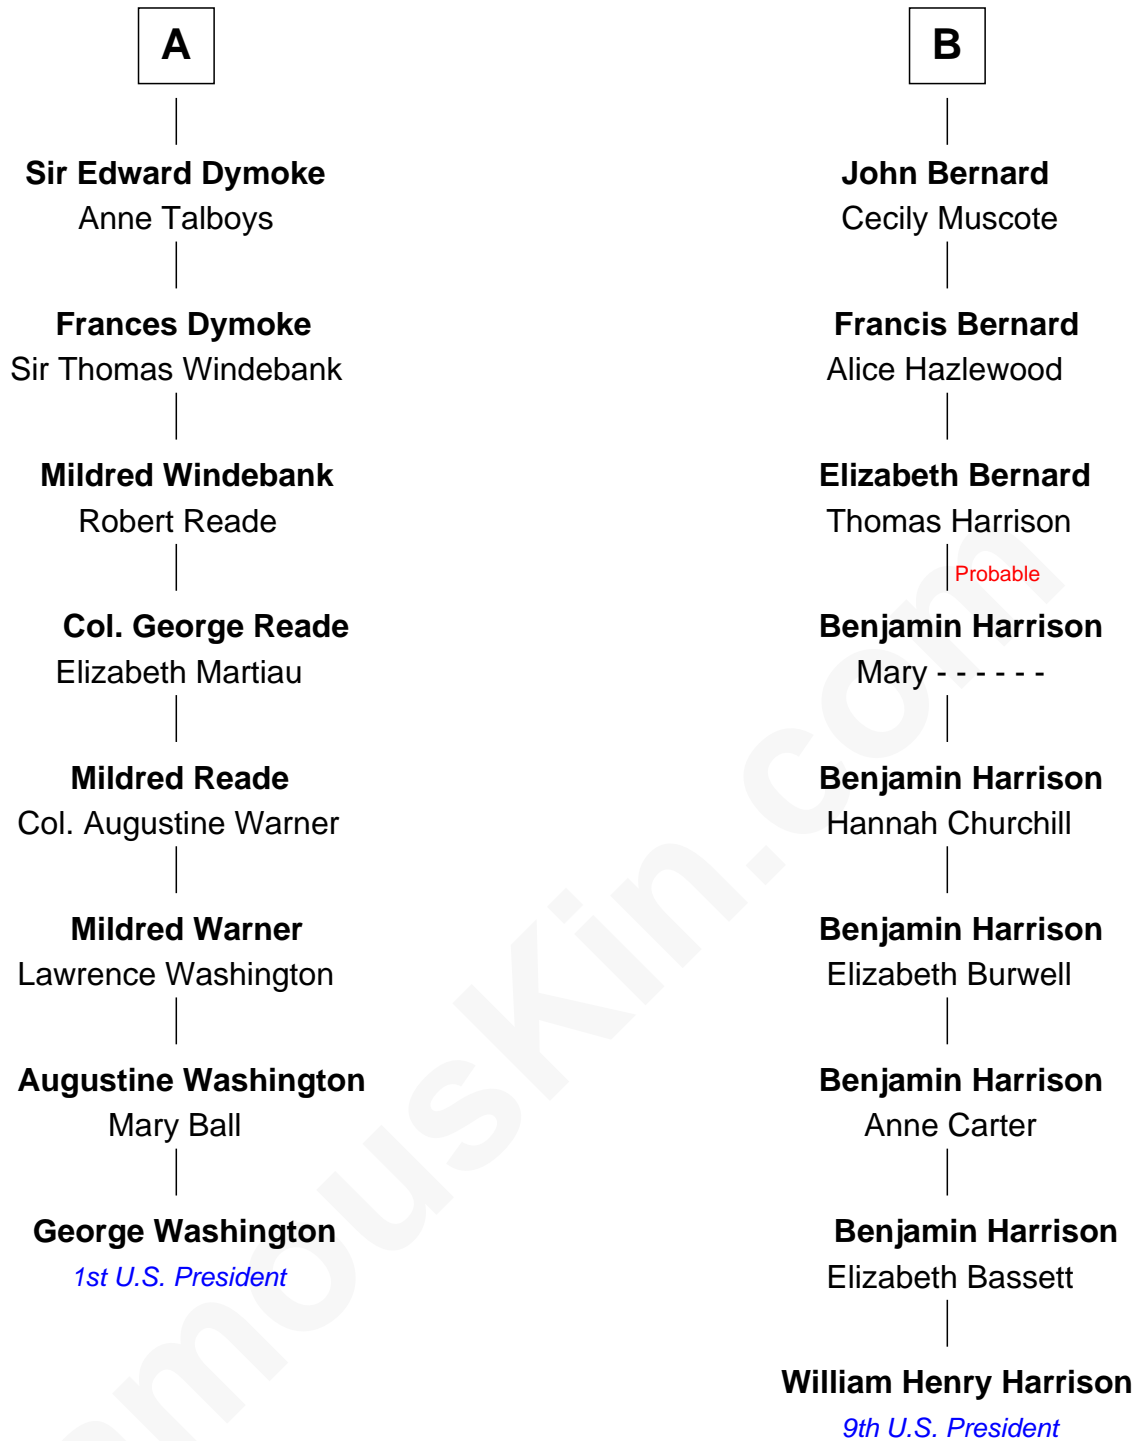 A
Sir Edward Dymoke
Anne Talboys
Frances Dymoke
Sir Thomas Windebank
Mildred Windebank
Robert Reade
Col. George Reade
Elizabeth Martiau
Mildred Reade
Col. Augustine Warner
Mildred Warner
Lawrence Washington
Augustine Washington
Mary Ball
George Washington
1st U.S. President
B
John Bernard
Cecily Muscote
Francis Bernard
Alice Hazlewood
Elizabeth Bernard
Thomas Harrison
Probable
Benjamin Harrison
Mary - - - - - -
Benjamin Harrison
Hannah Churchill
Benjamin Harrison
Elizabeth Burwell
Benjamin Harrison
Anne Carter
Benjamin Harrison
Elizabeth Bassett
William Henry Harrison
9th U.S. President
amousKin.com